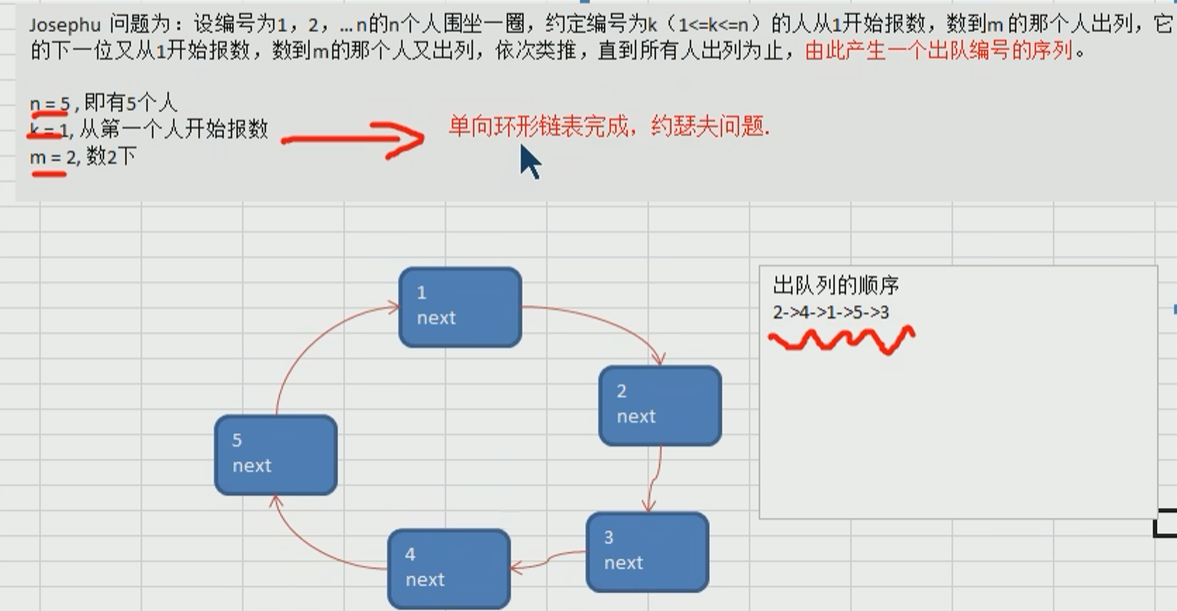 Josephu 问题为：设编号为1，2，… n的n个人围坐一圈，约定编号为k（1<=k<=n）的人从1开始报数，数到m 的那个人出列，它
的下一位又从1开始报数，数到m的那个人又出列，依次类推，直到所有人出列为止，由此产生一个出队编号的序列。
n = 5 , 即有5个人
k = 1, 从第一个人开始报数
m = 2, 数2下
单向环形链表完成，约瑟夫问题.
1
next
2
next
3
next
4
next
5
next
出队列的顺序
2->4->1->5->3